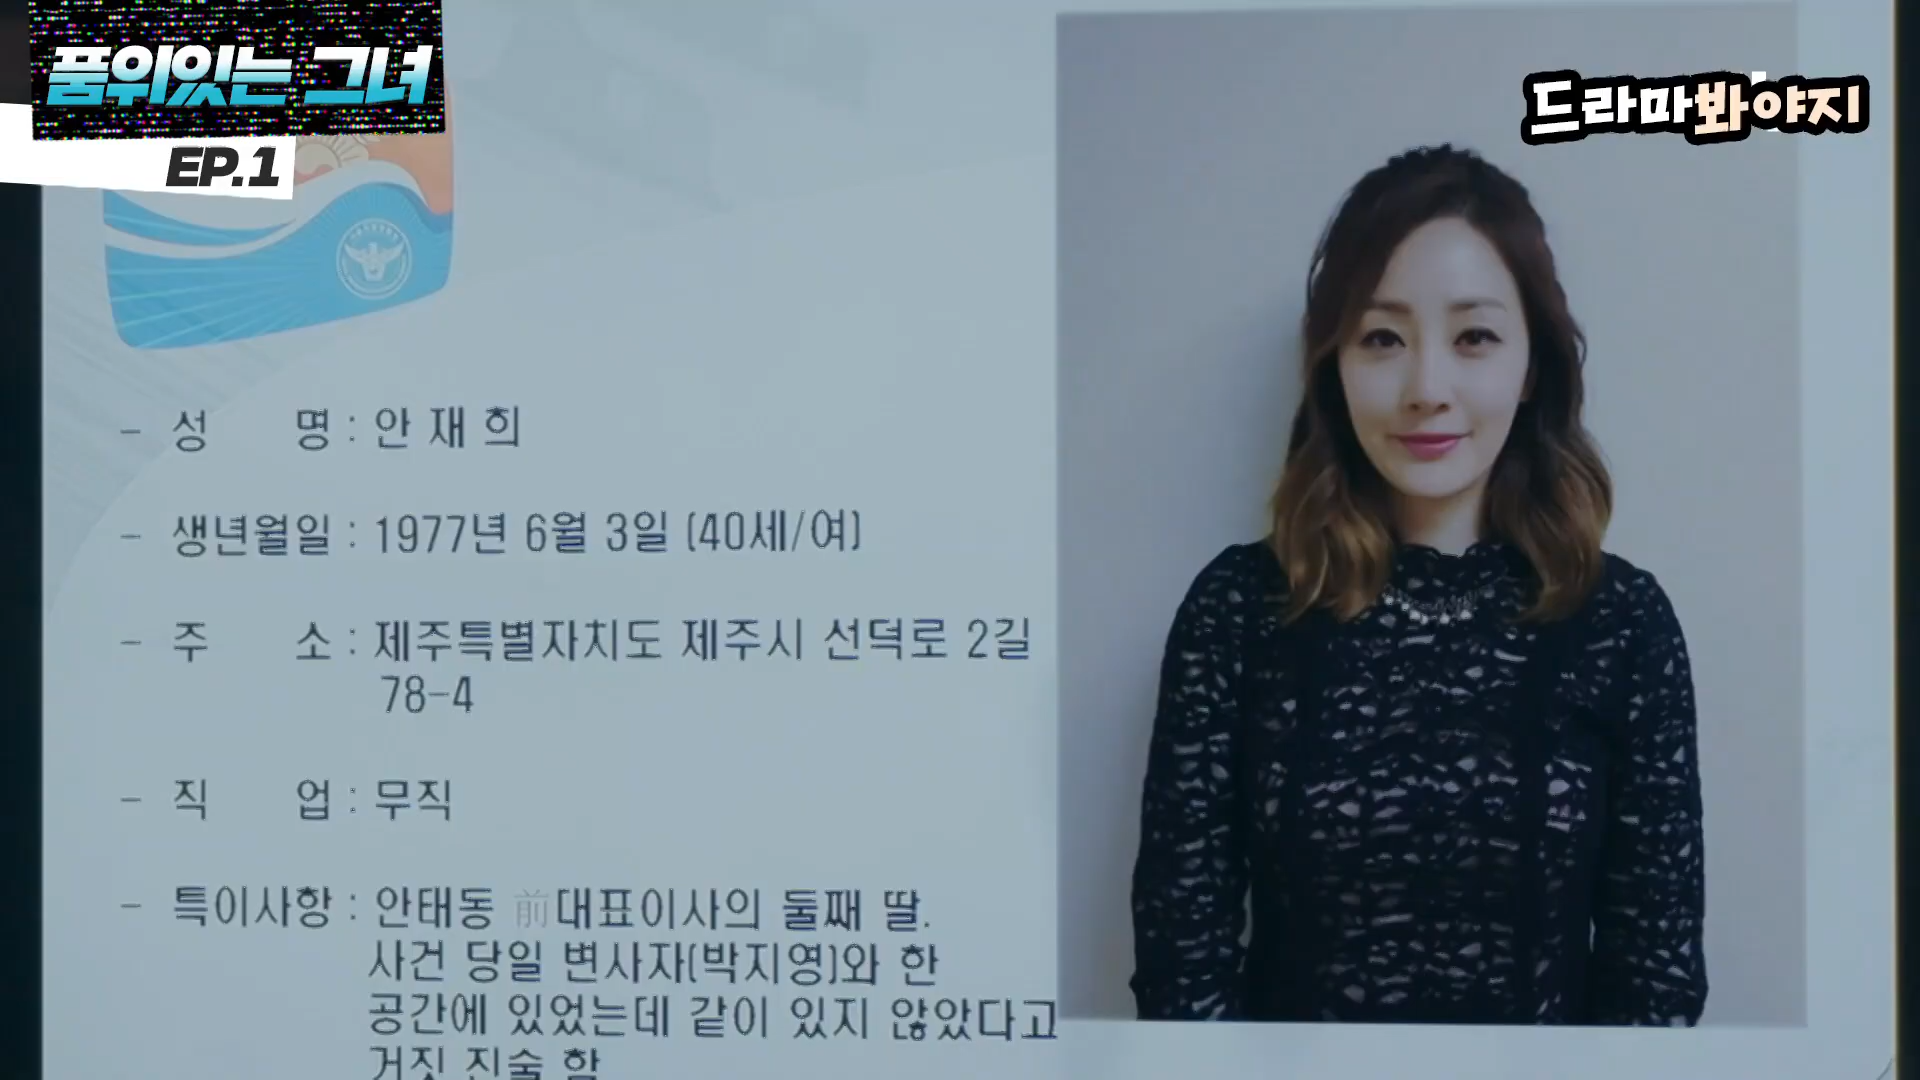 품위있는 그녀
EP.1
드라마봐야지
- 성 명 : 안 재 희
- 생년월일 : 1977년 6월 3일 (40세/여)
- 주 소 : 제주특별자치도 제주시 선덕로 2길
78-4
- 직 업 : 무직
- 특이사항 : 안태동 前대표이사의 둘째 딸.
사건 당일 변사자(박지영)와 한
공간에 있었는데 같이 있지 않았다고
거짓 진술 함